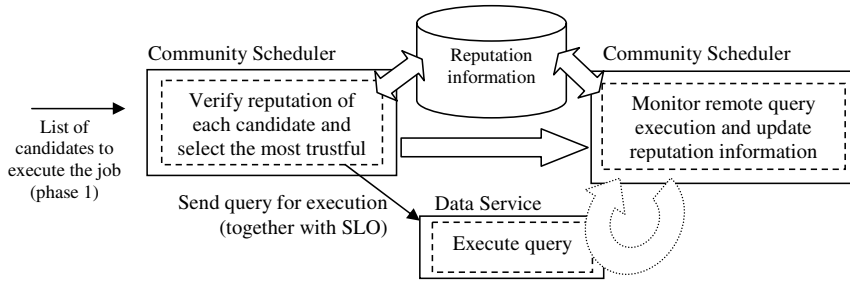 Community Scheduler
Reputation
information
Community Scheduler
Verify reputation of
each candidate and
select the most trustful
Monitor remote query
execution and update
reputation information
List of
candidates to
execute the job
(phase 1)
Send query for execution
(together with SLO)
Data Service
Execute query